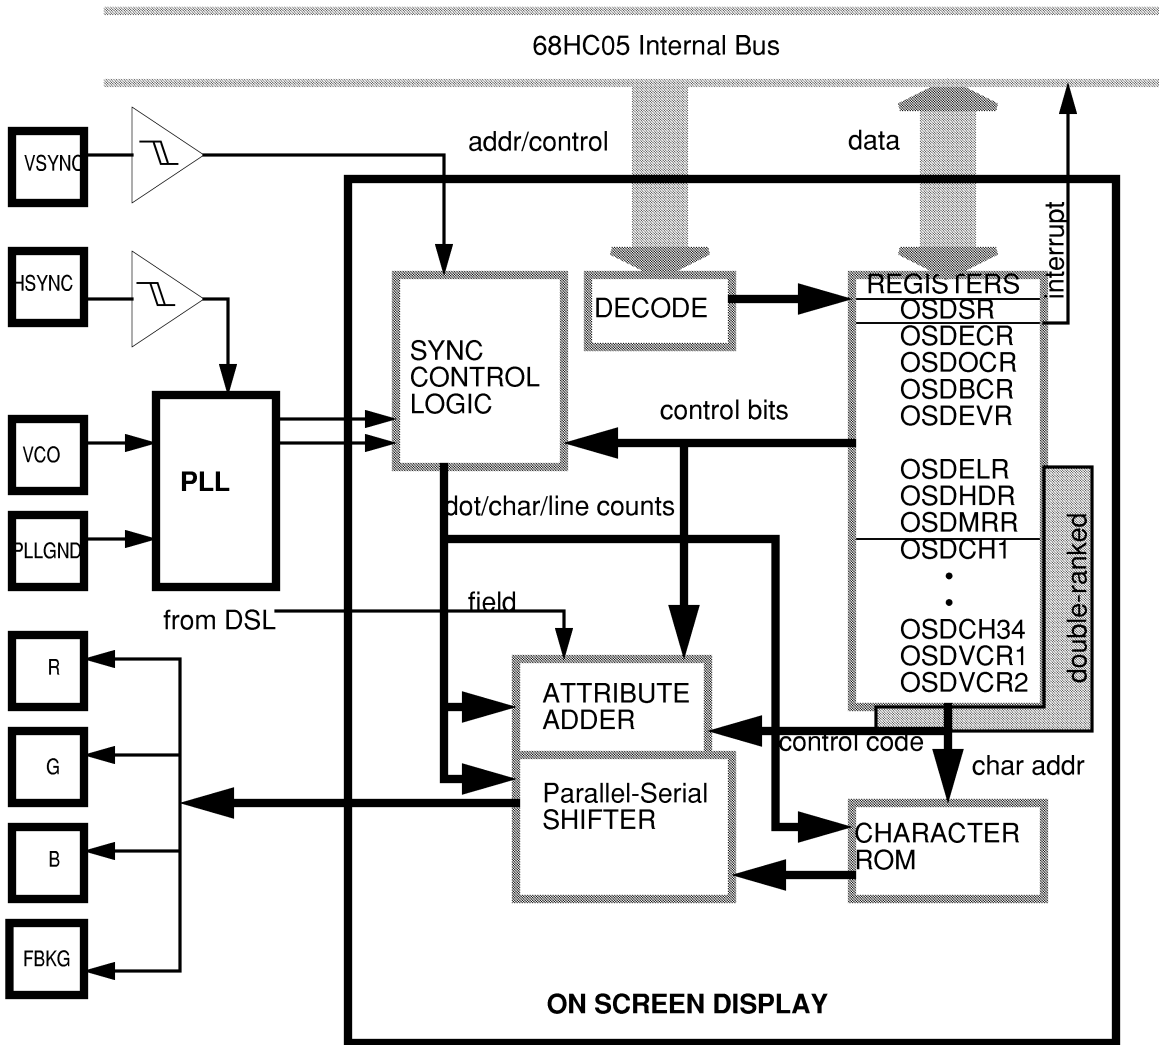 68HC05 Internal Bus
VSYNC
addr/control
data
HSYNC
interrupt
REGISTERS
DECODE
OSDSR
OSDECR
OSDOCR
OSDBCR
OSDEVR
SYNC
CONTROL
LOGIC
control bits
VCO
PLL
OSDELR
OSDHDR
OSDMRR
OSDCH1
dot/char/line counts
PLLGND
double-ranked
field
from DSL
•
•
OSDCH34
OSDVCR1
OSDVCR2
R
ATTRIBUTE
ADDER
control code
char addr
G
Parallel-Serial
SHIFTER
CHARACTER
ROM
B
FBKG
ON SCREEN DISPLAY